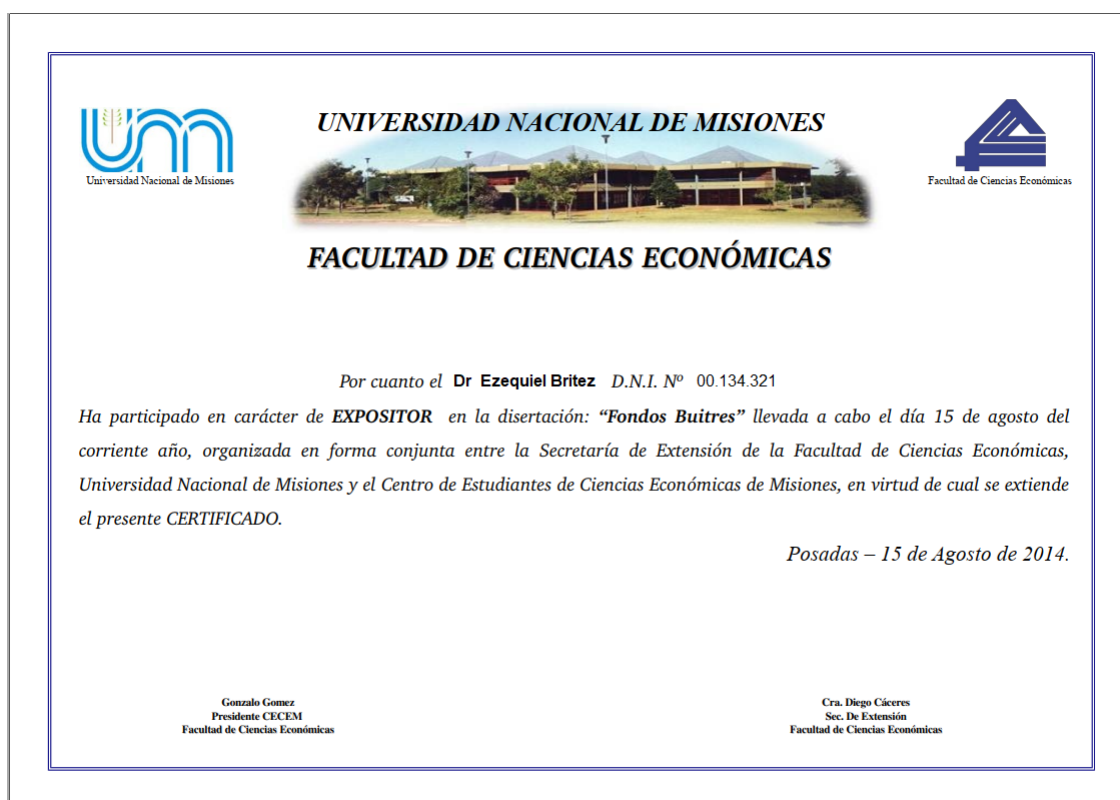 UNIVERSIDAD NACIONAL DE MISIONES
Universidad Nacional de Misiones
Facultad de Ciencias Económicas
FACULTAD DE CIENCIAS ECONÓMICAS
Por cuanto el Dr Ezequiel Britez D.N.I. Nº 00.134.321
Ha participado en carácter de EXPOSITOR en la disertación: “Fondos Buitres” llevada a cabo el día 15 de agosto del
corriente año, organizada en forma conjunta entre la Secretaría de Extensión de la Facultad de Ciencias Económicas,
Universidad Nacional de Misiones y el Centro de Estudiantes de Ciencias Económicas de Misiones, en virtud de cual se extiende
el presente CERTIFICADO.
Posadas – 15 de Agosto de 2014.
Gonzalo Gomez
Presidente CECEM
Facultad de Ciencias Económicas
Cra. Diego Cáceres
Sec. De Extensión
Facultad de Ciencias Económicas